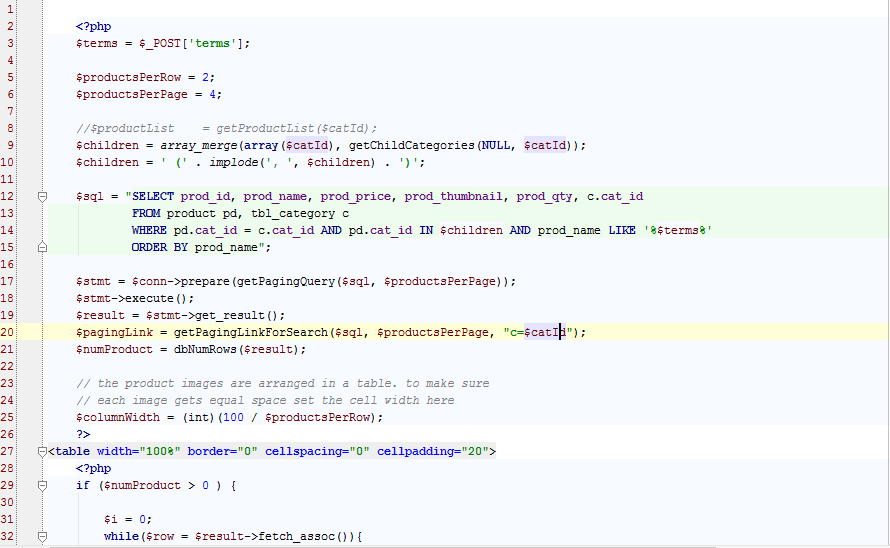 1
2 <?php
3 $terms = $_POST['terms'];
4
5 $productsPerRow = 2;
6 $productsPerPage = 4;
7
8 //$productList    = getProductList($catId);
9 $children = array_merge(array($catId), getChildCategories(NULL, $catId));
10 $children = ' (' . implode(', ', $children) . ')';
11
12 $sql = "SELECT prod_id, prod_name, prod_price, prod_thumbnail, prod_qty, c.cat_id
13         FROM product pd, tbl_category c
14         WHERE pd.cat_id = c.cat_id AND pd.cat_id IN $children AND prod_name LIKE '%$terms%'
15         ORDER BY prod_name";
16
17 $stmt = $conn->prepare(getPagingQuery($sql, $productsPerPage));
18 $stmt->execute();
19 $result = $stmt->get_result();
20 $pagingLink = getPagingLinkForSearch($sql, $productsPerPage, "c=$catId");
21 $numProduct = dbNumRows($result);
22
23 // the product images are arranged in a table. to make sure
24 // each image gets equal space set the cell width here
25 $columnWidth = (int)(100 / $productsPerRow);
26 ?>
27 <table width="100%" border="0" cellspacing="0" cellpadding="20">
28 <?php
29 if ($numProduct > 0 ) {
30
31     $i = 0;
32     while($row = $result->fetch_assoc()){